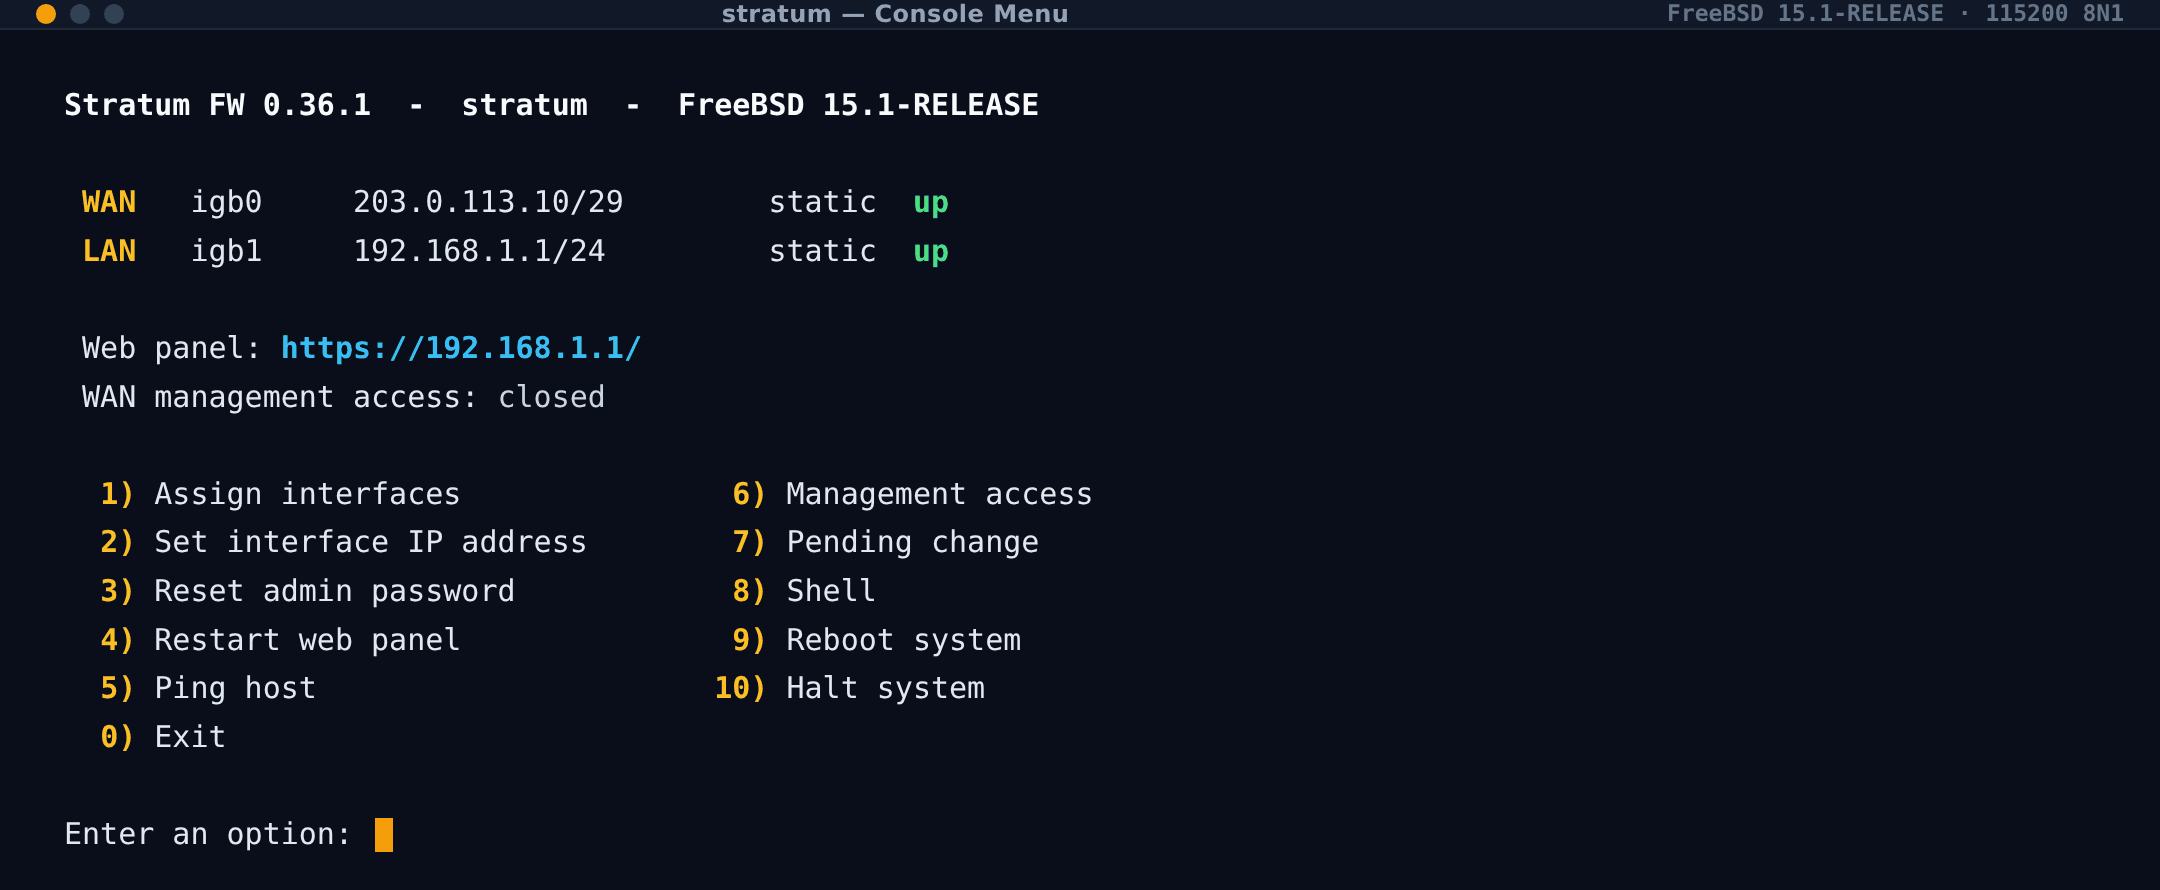 stratum — Console Menu
FreeBSD 15.1-RELEASE · 115200 8N1
Stratum FW 0.36.1  -  stratum  -  FreeBSD 15.1-RELEASE
WAN   igb0     203.0.113.10/29        static  up
LAN   igb1     192.168.1.1/24         static  up
Web panel: https://192.168.1.1/
WAN management access: closed
1) Assign interfaces               6) Management access
2) Set interface IP address        7) Pending change
3) Reset admin password            8) Shell
4) Restart web panel               9) Reboot system
5) Ping host                      10) Halt system
0) Exit
Enter an option: